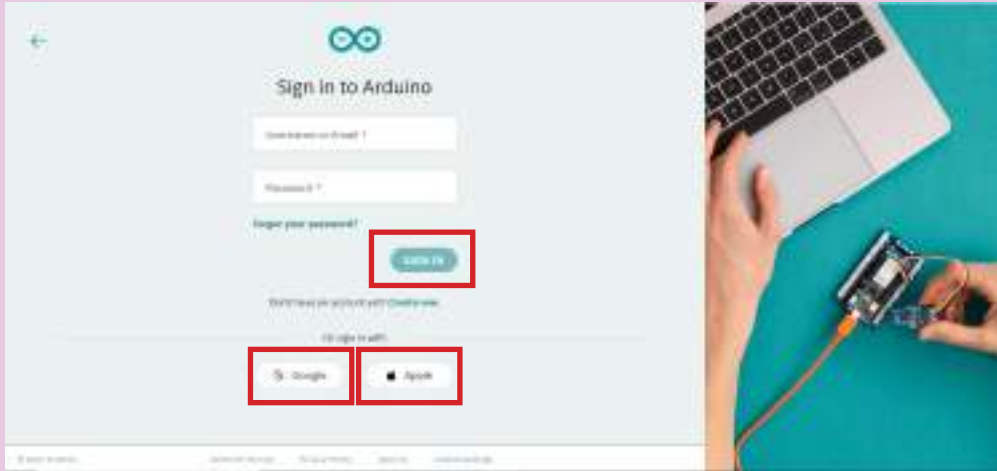 Sign in to Arduino
Username or Email *
Password *
Forgot your password?
SIGN IN
Don't have an account yet? Create one.
Or sign in with
Google Apple